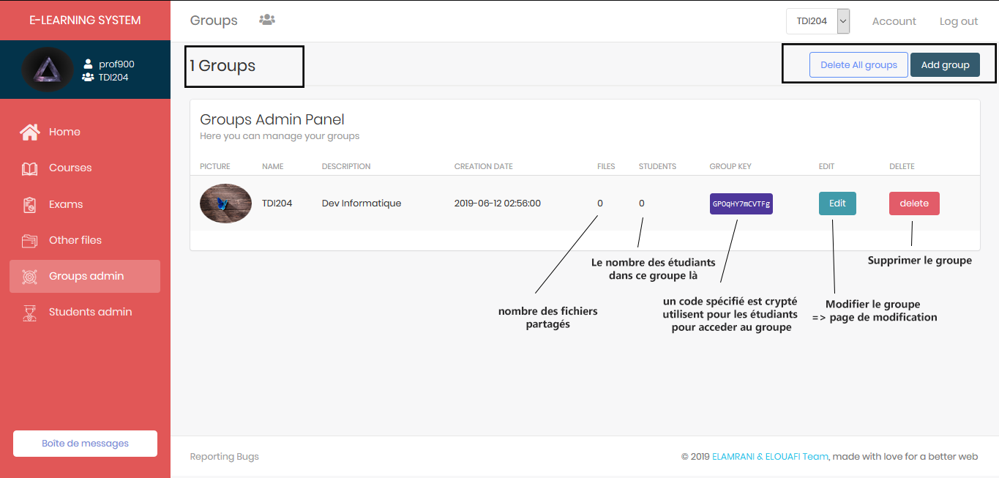 E-LEARNING SYSTEM
Groups
TDI204
Account
Log out
prof900
TDI204
1 Groups
Delete All groups
Add group
Home
Courses
Exams
Other files
Groups admin
Students admin
Boîte de messages
Groups Admin Panel
Here you can manage your groups
PICTURE NAME DESCRIPTION CREATION DATE FILES STUDENTS GROUP KEY EDIT DELETE
TDI204 Dev Informatique 2019-06-12 02:56:00 0 0 GPOqHY7mCVTFg Edit delete
Le nombre des étudiants
dans ce groupe là
Supprimer le groupe
nombre des fichiers
partagés
un code spécifié est crypté
utilisent pour les étudiants
pour acceder au groupe
Modifier le groupe
=> page de modification
Reporting Bugs
© 2019 ELAMRANI & ELOUAFI Team, made with love for a better web